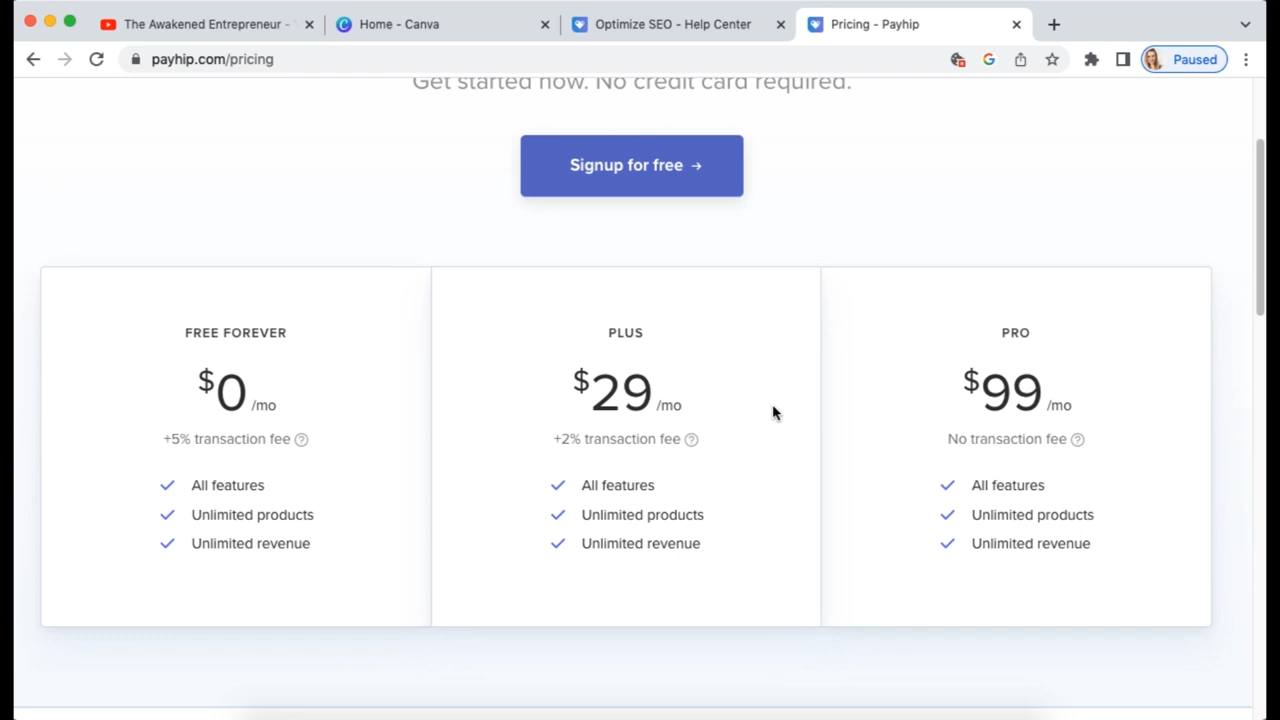 The Awakened Entrepreneur -
Home - Canva
Optimize SEO - Help Center
Pricing - Payhip
payhip.com/pricing
Paused
Get started now. No credit card required.
Signup for free →
FREE FOREVER
$0 /mo
+5% transaction fee ?
✓ All features
✓ Unlimited products
✓ Unlimited revenue
PLUS
$29 /mo
+2% transaction fee ?
✓ All features
✓ Unlimited products
✓ Unlimited revenue
PRO
$99 /mo
No transaction fee ?
✓ All features
✓ Unlimited products
✓ Unlimited revenue